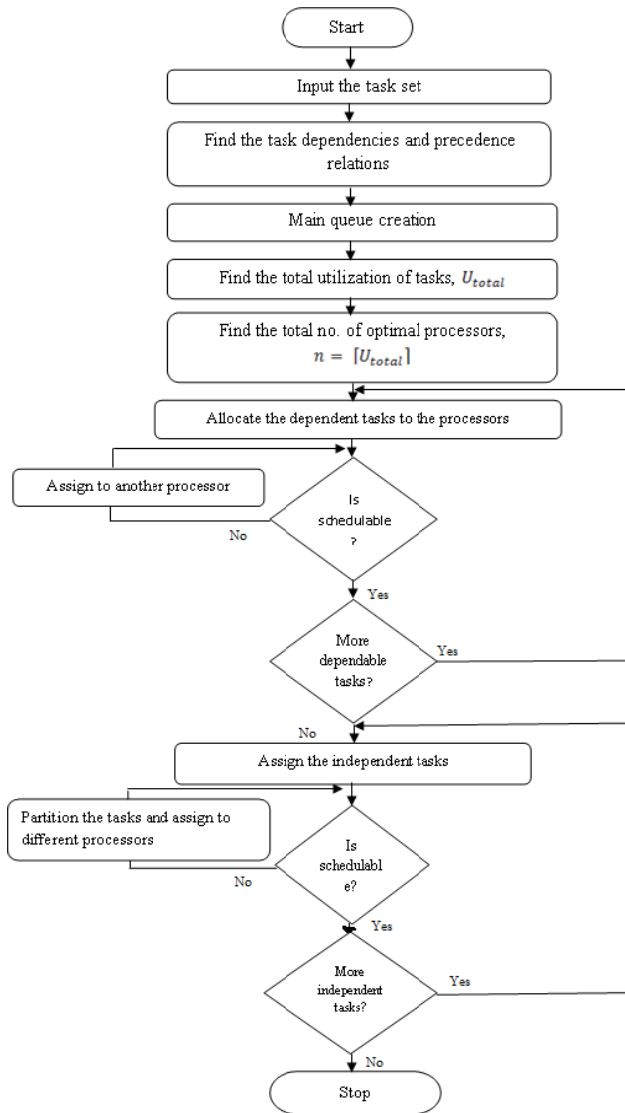 Start
Input the task set
Find the task dependencies and precedence
relations
Main queue creation
Find the total utilization of tasks, U_total
Find the total no. of optimal processors,
n = ⌈U_total⌉
Allocate the dependent tasks to the processors
Assign to another processor
Is
schedulable
?
No
Yes
More
dependable
tasks?
Yes
No
Assign the independent tasks
Partition the tasks and assign to
different processors
Is
schedulabl
e?
No
Yes
More
independent
tasks?
Yes
No
Stop